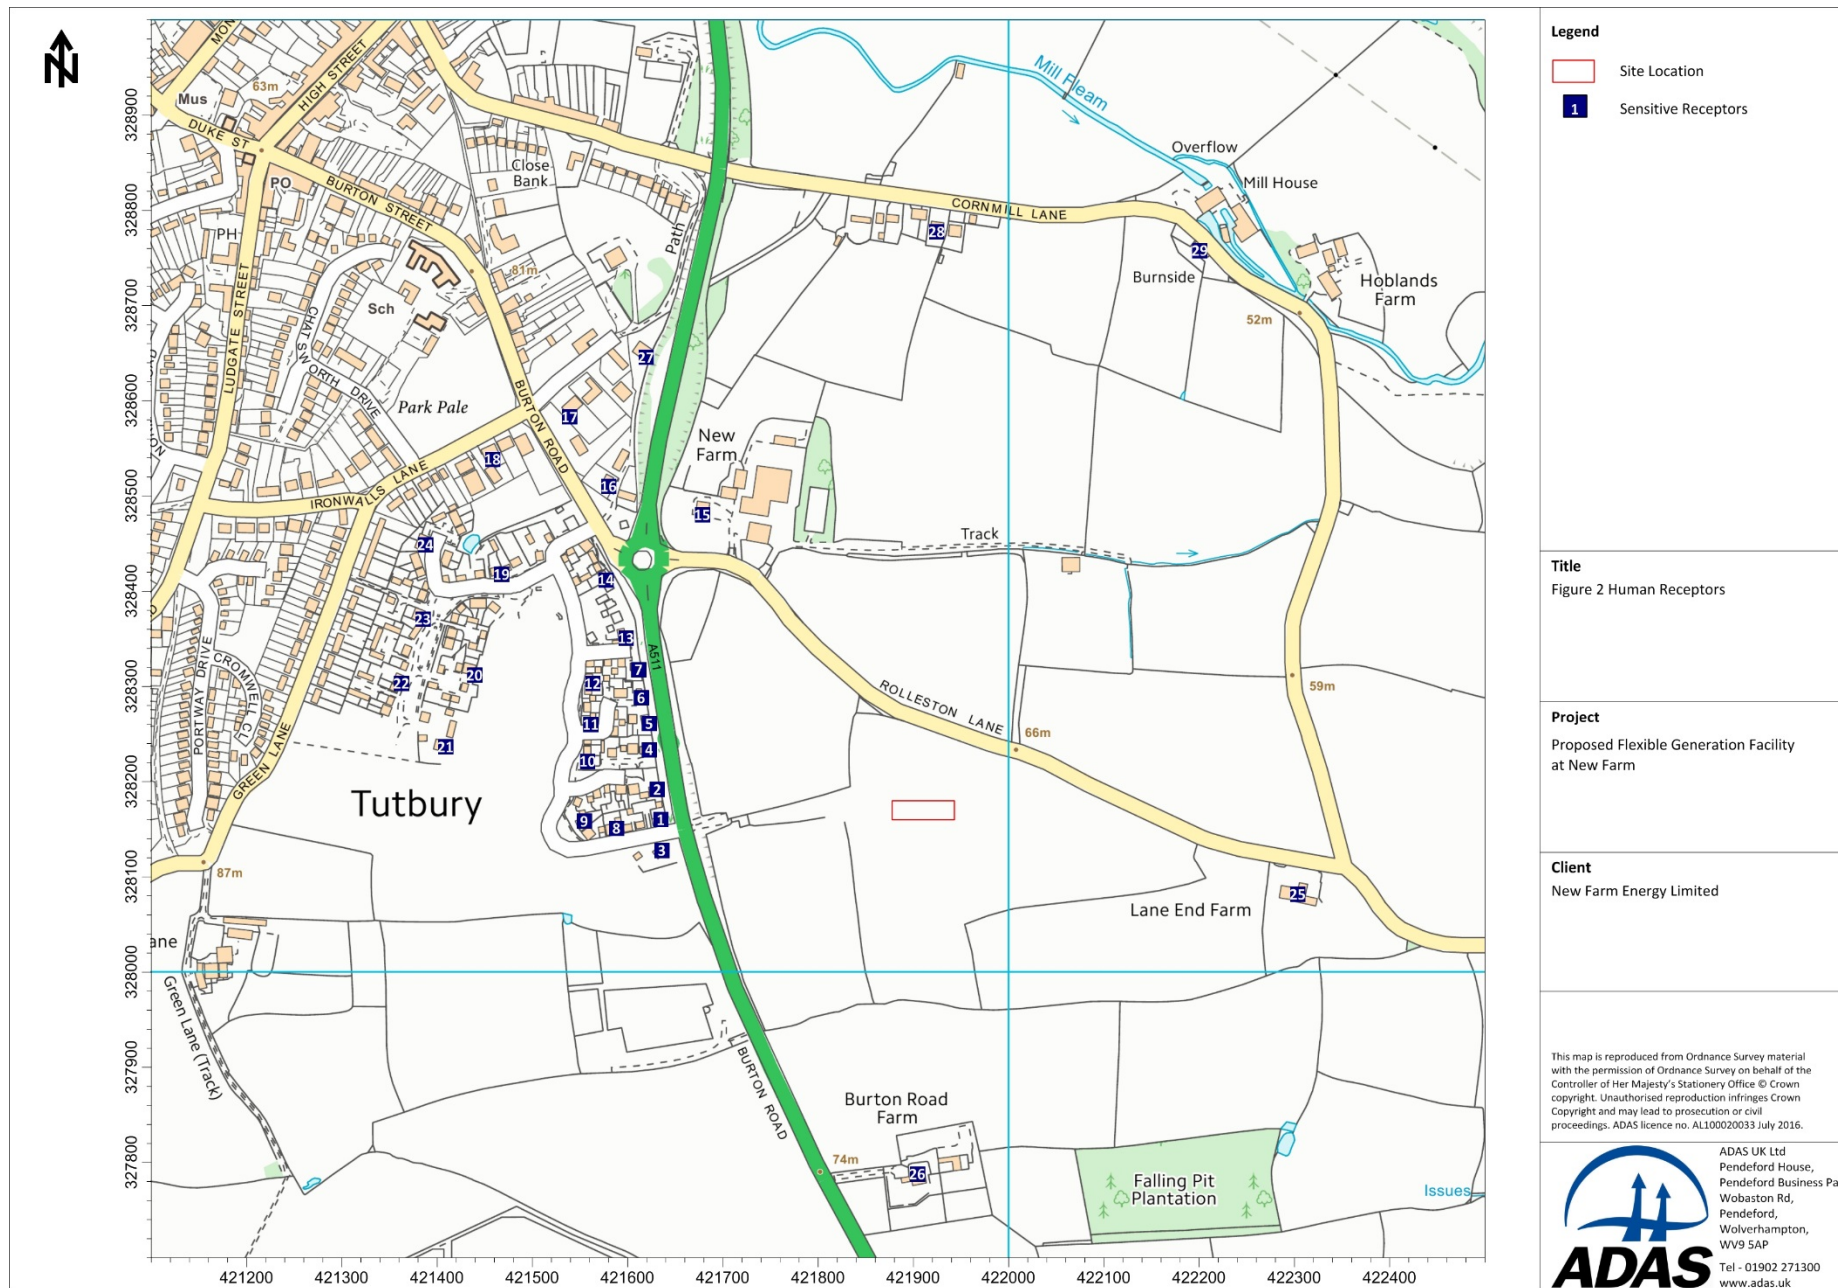 N
MON
HIGH STREET
63m
Mus
DUKE ST
PO
BURTON STREET
Close
Bank
Path
PH
81m
LUDGATE STREET
Sch
CHATSWORTH DRIVE
Park Pale
BURTON ROAD
IRONWALLS LANE
Mill Fleam
Overflow
Mill House
CORNMILL LANE
28
29
Burnside
Hoblands
Farm
52m
27
17
18
New
Farm
16
15
Track
24
19
14
23
13
A511
PORTWAY DRIVE
CROMWELL CL
GREEN LANE
22
20
12
7
6
11
5
21
10
4
2
9
8
1
3
Tutbury
ROLLESTON LANE
66m
59m
87m
Lane End Farm
25
ane
Green Lane (Track)
BURTON ROAD
Burton Road
Farm
74m
26
Falling Pit
Plantation
Issues
328900
328800
328700
328600
328500
328400
328300
328200
328100
328000
327900
327800
421200 421300 421400 421500 421600 421700 421800 421900 422000 422100 422200 422300 422400
Legend
Site Location
1 Sensitive Receptors
Title
Figure 2 Human Receptors
Project
Proposed Flexible Generation Facility
at New Farm
Client
New Farm Energy Limited
This map is reproduced from Ordnance Survey material
with the permission of Ordnance Survey on behalf of the
Controller of Her Majesty's Stationery Office © Crown
copyright. Unauthorised reproduction infringes Crown
Copyright and may lead to prosecution or civil
proceedings. ADAS licence no. AL100020033 July 2016.
ADAS
ADAS UK Ltd
Pendeford House,
Pendeford Business Pa
Wobaston Rd,
Pendeford,
Wolverhampton,
WV9 5AP
Tel - 01902 271300
www.adas.uk